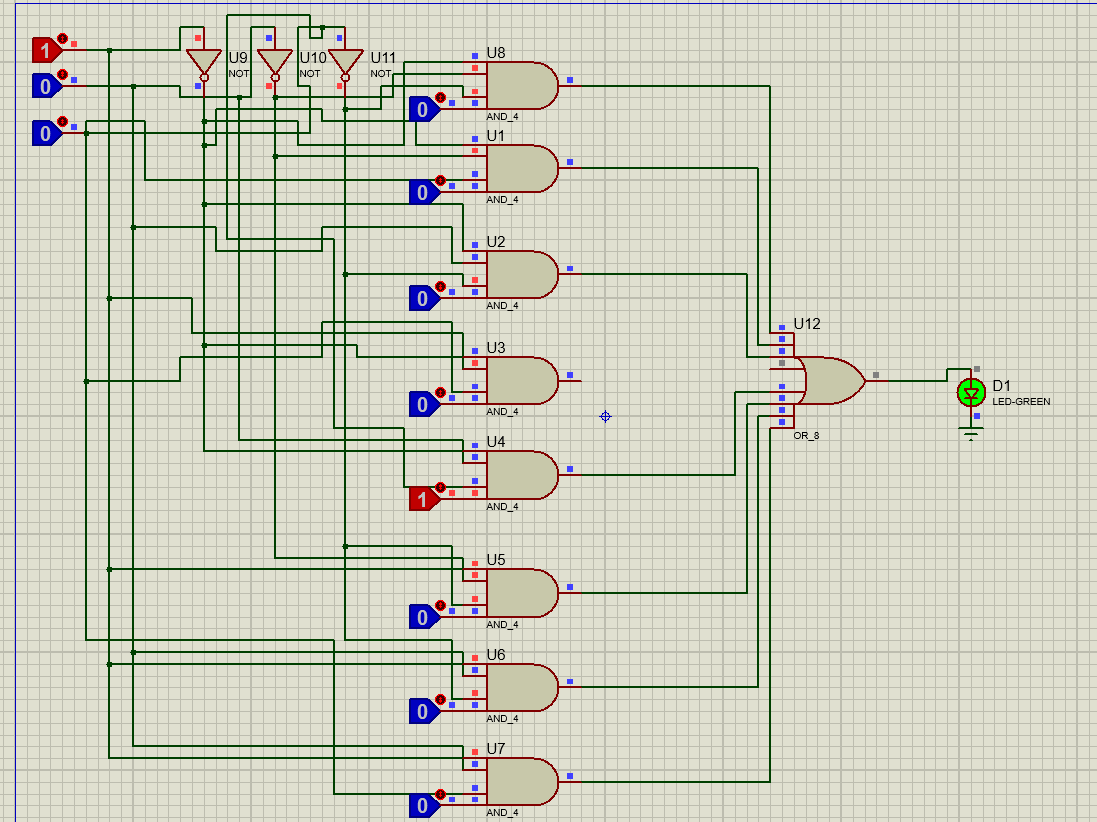 1
U9
NOT
U10
NOT
U11
NOT
0
0
U8
0
AND_4
U1
0
AND_4
U2
0
AND_4
U12
OR_8
U3
0
AND_4
D1
LED-GREEN
U4
1
AND_4
U5
0
AND_4
U6
0
AND_4
U7
0
AND_4